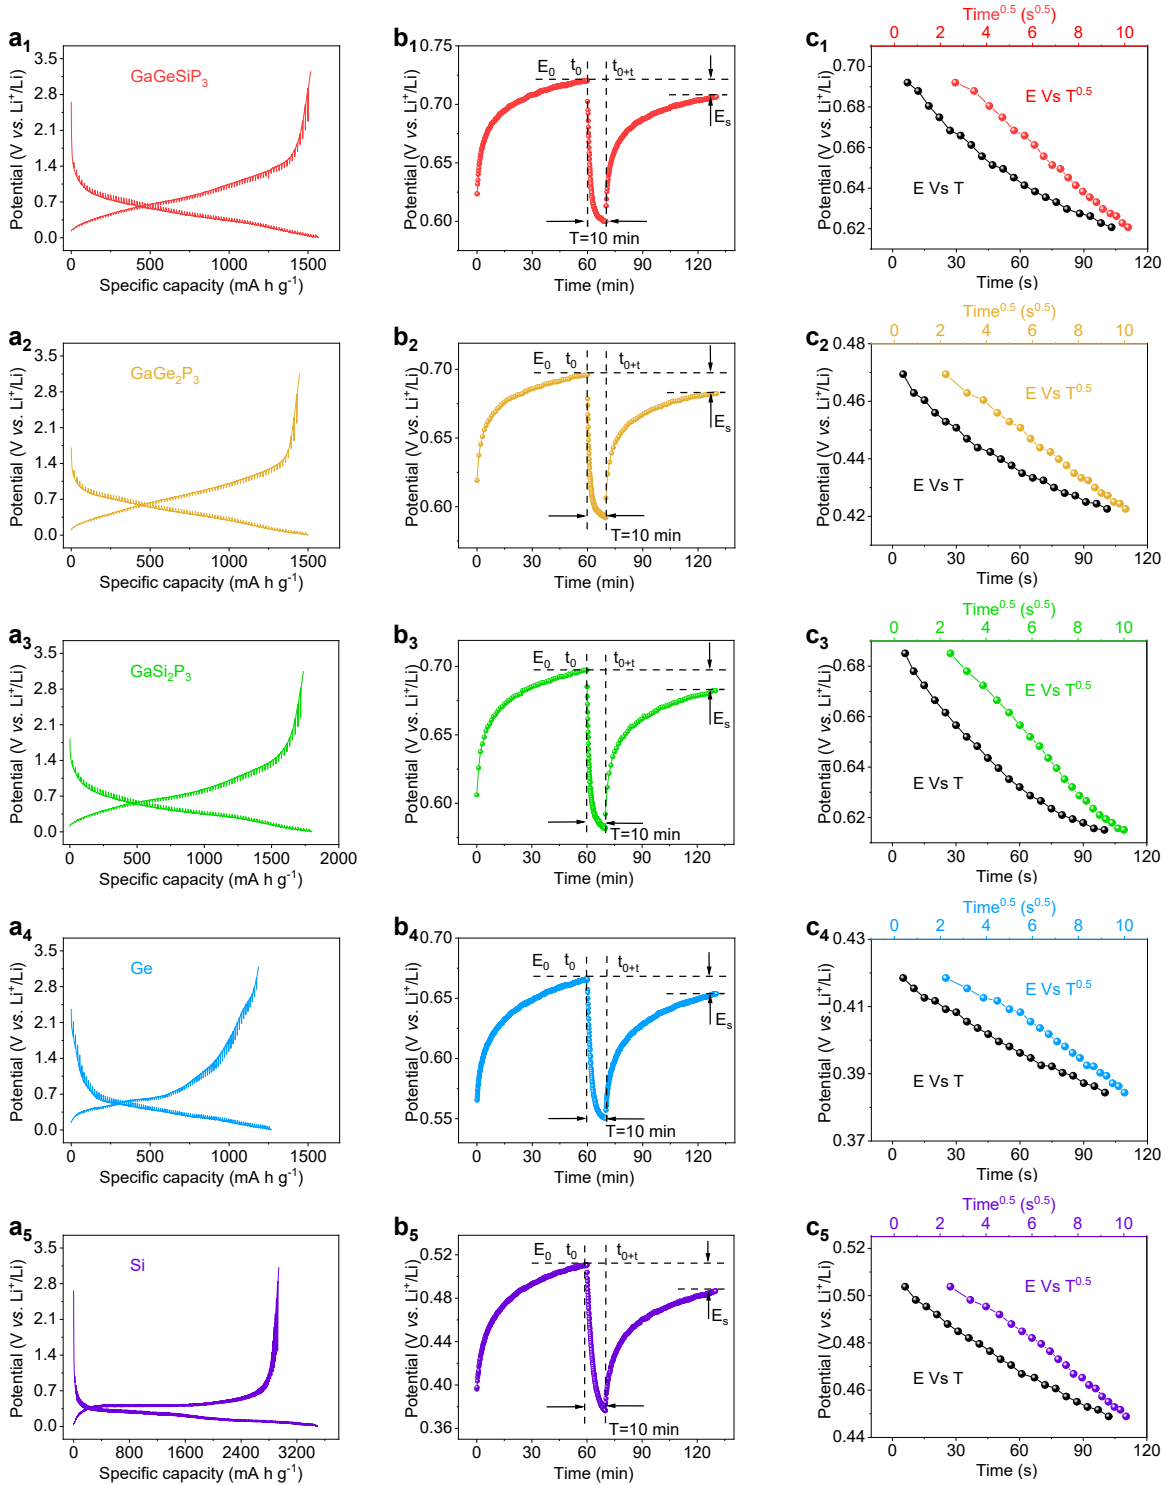 a1
GaGeSiP3
Potential (V vs. Li+/Li)
3.5
2.8
2.1
1.4
0.7
0.0
0
500
1000
1500
Specific capacity (mA h g-1)
b1
E0
t0
t0+t
Es
T=10 min
Potential (V vs. Li+/Li)
0.75
0.70
0.65
0.60
0
30
60
90
120
Time (min)
c1
Time0.5 (s0.5)
0
2
4
6
8
10
E Vs T0.5
E Vs T
Potential (V vs. Li+/Li)
0.70
0.68
0.66
0.64
0.62
0
30
60
90
120
Time (s)
a2
GaGe2P3
Potential (V vs. Li+/Li)
3.5
2.8
2.1
1.4
0.7
0.0
0
500
1000
1500
Specific capacity (mA h g-1)
b2
E0
t0
t0+t
Es
T=10 min
Potential (V vs. Li+/Li)
0.70
0.65
0.60
0
30
60
90
120
Time (min)
c2
Time0.5 (s0.5)
0
2
4
6
8
10
E Vs T0.5
E Vs T
Potential (V vs. Li+/Li)
0.48
0.46
0.44
0.42
0
30
60
90
120
Time (s)
a3
GaSi2P3
Potential (V vs. Li+/Li)
3.5
2.8
2.1
1.4
0.7
0.0
0
500
1000
1500
2000
Specific capacity (mA h g-1)
b3
E0
t0
t0+t
Es
T=10 min
Potential (V vs. Li+/Li)
0.70
0.65
0.60
0
30
60
90
120
Time (min)
c3
Time0.5 (s0.5)
0
2
4
6
8
10
E Vs T0.5
E Vs T
Potential (V vs. Li+/Li)
0.68
0.66
0.64
0.62
0
30
60
90
120
Time (s)
a4
Ge
Potential (V vs. Li+/Li)
3.5
2.8
2.1
1.4
0.7
0.0
0
500
1000
1500
Specific capacity (mA h g-1)
b4
E0
t0
t0+t
Es
T=10 min
Potential (V vs. Li+/Li)
0.70
0.65
0.60
0.55
0
30
60
90
120
Time (min)
c4
Time0.5 (s0.5)
0
2
4
6
8
10
E Vs T0.5
E Vs T
Potential (V vs. Li+/Li)
0.43
0.41
0.39
0.37
0
30
60
90
120
Time (s)
a5
Si
Potential (V vs. Li+/Li)
3.5
2.8
2.1
1.4
0.7
0.0
0
800
1600
2400
3200
Specific capacity (mA h g-1)
b5
E0
t0
t0+t
Es
T=10 min
Potential (V vs. Li+/Li)
0.52
0.48
0.44
0.40
0.36
0
30
60
90
120
Time (min)
c5
Time0.5 (s0.5)
0
2
4
6
8
10
E Vs T0.5
E Vs T
Potential (V vs. Li+/Li)
0.52
0.50
0.48
0.46
0.44
0
30
60
90
120
Time (s)